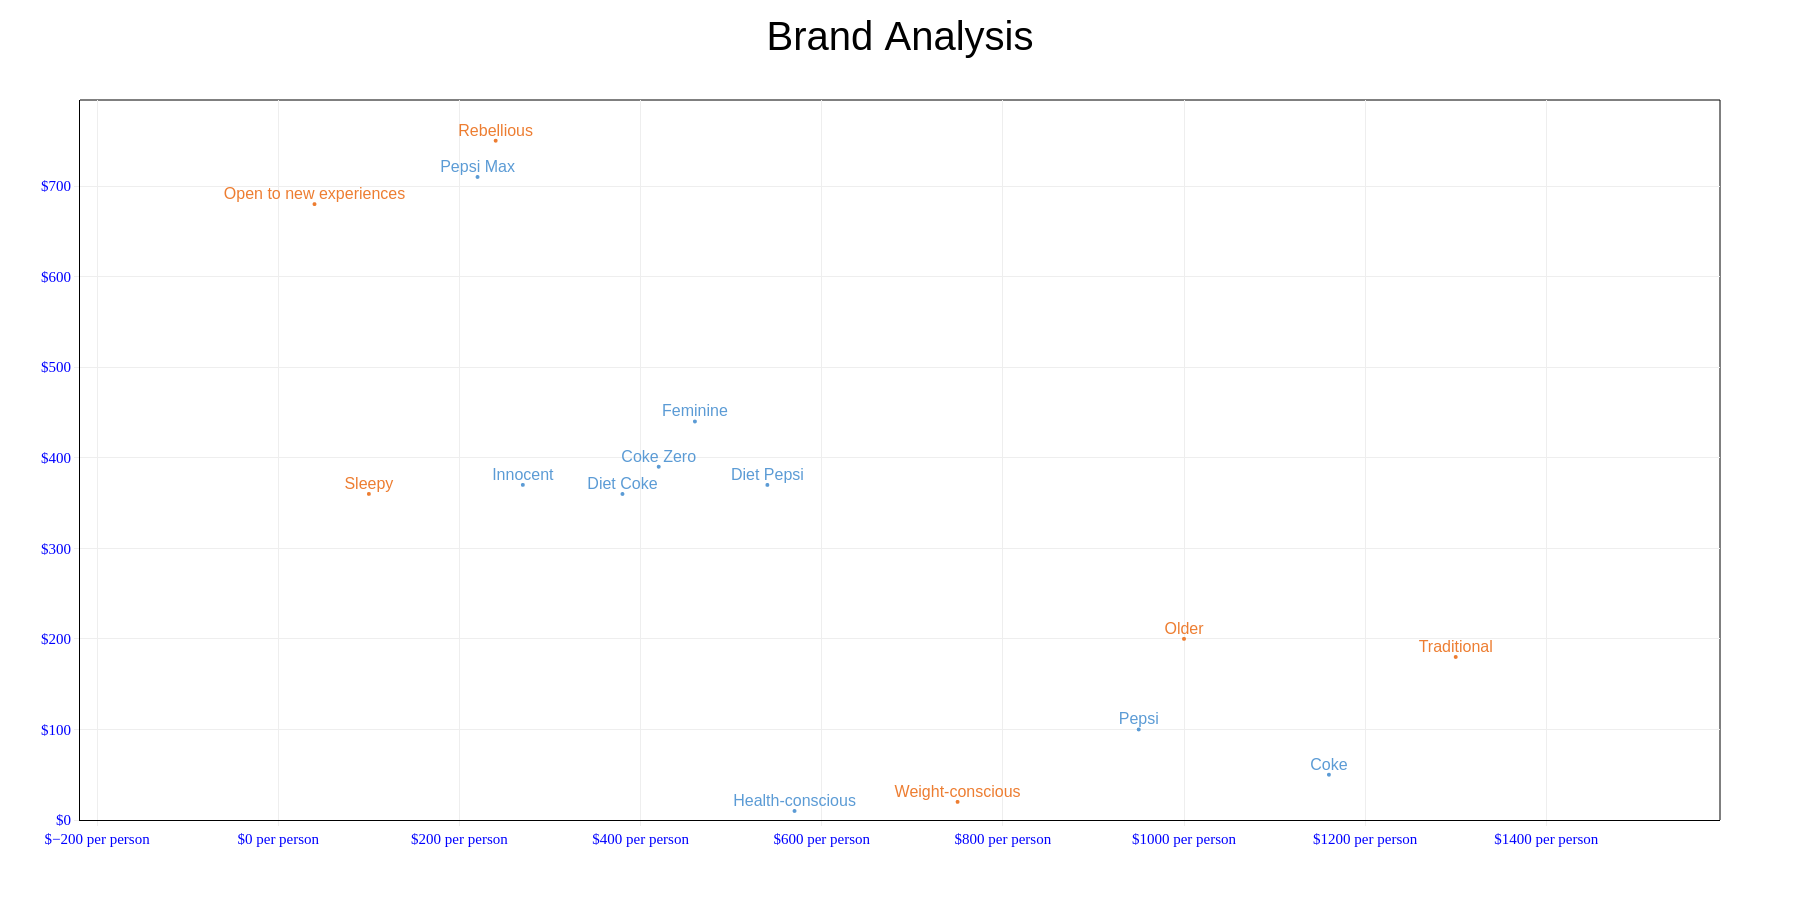 Brand Analysis
Rebellious
Pepsi Max
$700
Open to new experiences
$600
$500
Feminine
$400
Coke Zero
Innocent
Diet Pepsi
Sleepy
Diet Coke
$300
Older
$200
Traditional
Pepsi
$100
Coke
Weight-conscious
Health-conscious
$0
$−200 per person
$0 per person
$200 per person
$400 per person
$600 per person
$800 per person
$1000 per person
$1200 per person
$1400 per person